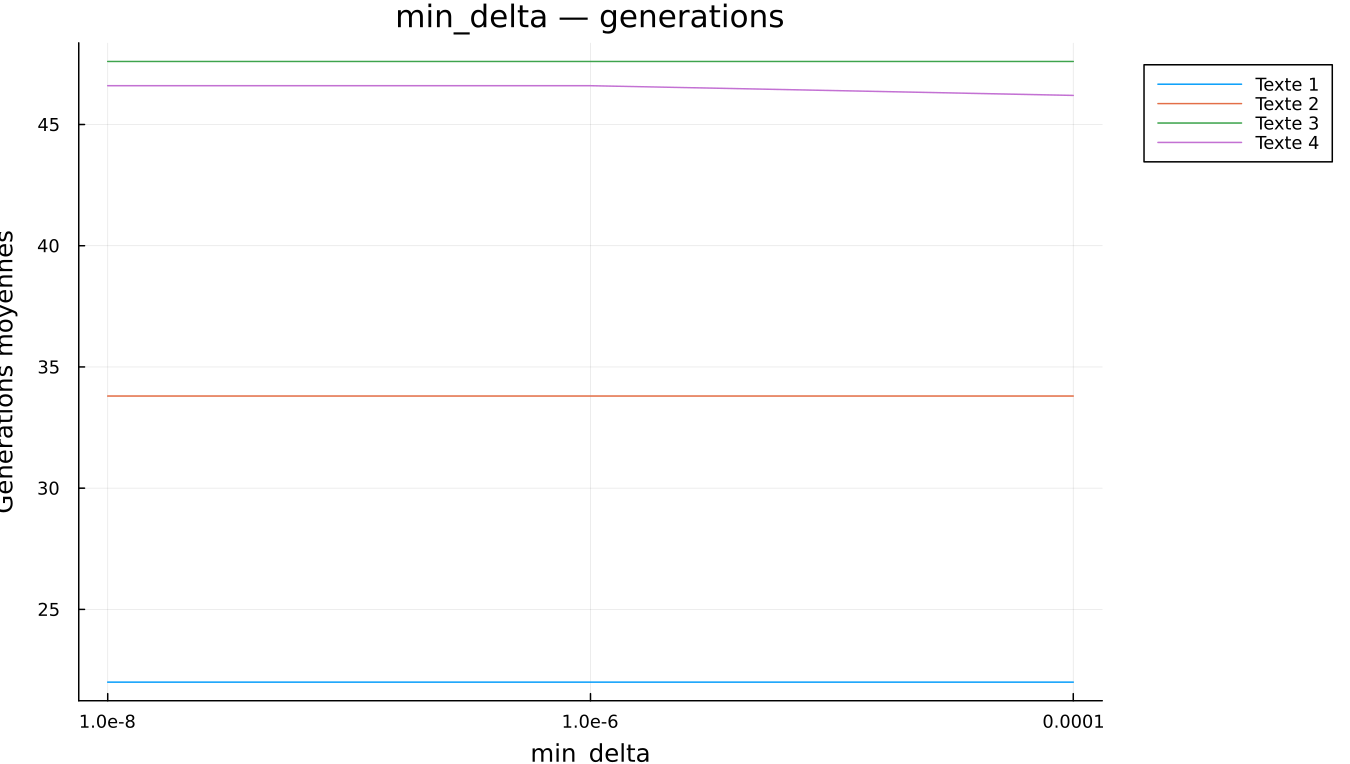 min_delta — generations
Texte 1
Texte 2
Texte 3
Texte 4
45
40
35
30
25
Generations moyennes
1.0e-8
1.0e-6
0.0001
min_delta